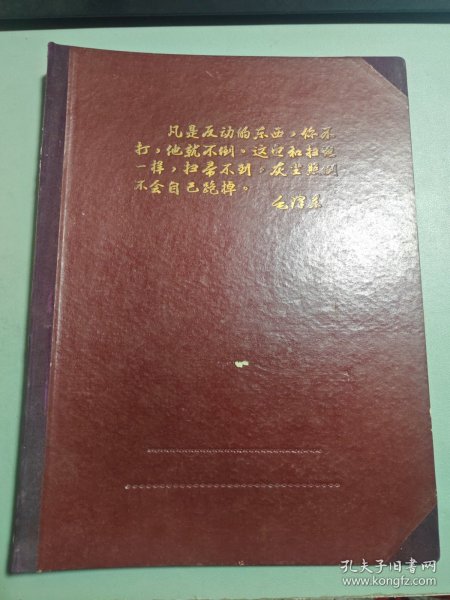 凡是反动的东西，你不
打，他就不倒。这也和扫地
一样，扫帚不到，灰尘照例
不会自己跑掉。
毛泽东
孔夫子旧书网
www.kongfz.com